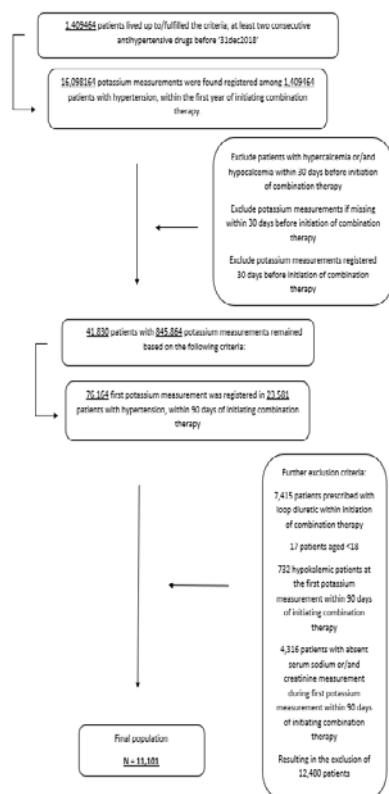 1,409464 patients lived up to/fulfilled the criteria, at least two consecutive
antihypertensive drugs before '31dec2018'
16,098164 potassium measurements were found registered among 1,409464
patients with hypertension, within the first year of initiating combination
therapy.
Exclude patients with hypercalcemia or/and
hypocalcemia within 30 days before initiation
of combination therapy
Exclude potassium measurements if missing
within 30 days before initiation of combination
therapy
Exclude potassium measurements registered
30 days before initiation of combination
therapy
41,830 patients with 845,864 potassium measurements remained
based on the following criteria:
76,164 first potassium measurement was registered in 23,581
patients with hypertension, within 90 days of initiating combination
therapy
Further exclusion criteria:
7,415 patients prescribed with
loop diuretic within initiation
of combination therapy
17 patients aged <18
732 hypokalemic patients at
the first potassium
measurement within 90 days
of initiating combination
therapy
4,316 patients with absent
serum sodium or/and
creatinine measurement
during first potassium
measurement within 90 days
of initiating combination
therapy
Resulting in the exclusion of
12,480 patients
Final population
N = 11,101